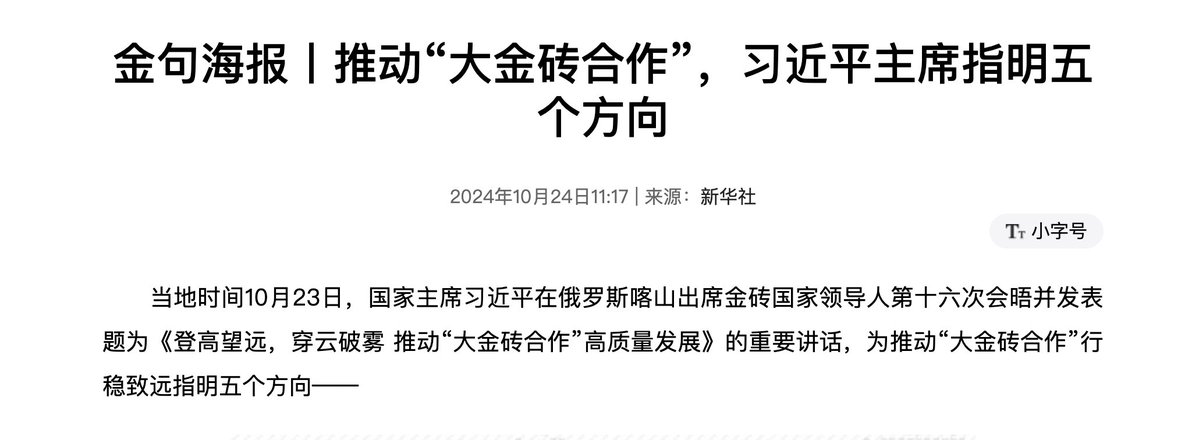 金句海报丨推动“大金砖合作”，习近平主席指明五
个方向
2024年10月24日11:17 | 来源：新华社
TT 小字号
当地时间10月23日，国家主席习近平在俄罗斯喀山出席金砖国家领导人第十六次会晤并发表
题为《登高望远，穿云破雾 推动“大金砖合作”高质量发展》的重要讲话，为推动“大金砖合作”行
稳致远指明五个方向——